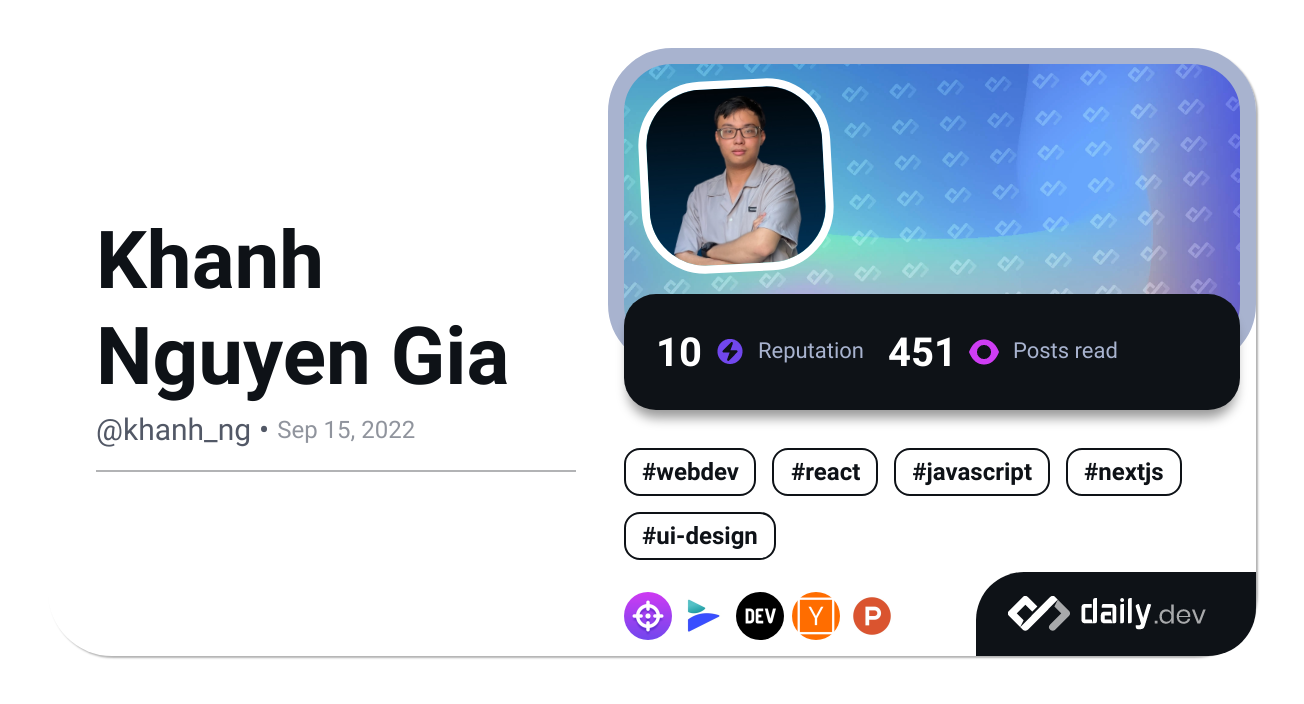 Khanh
Nguyen Gia
@khanh_ng • Sep 15, 2022
10 Reputation 451 Posts read
#webdev #react #javascript #nextjs
#ui-design
DEV Y P
daily.dev